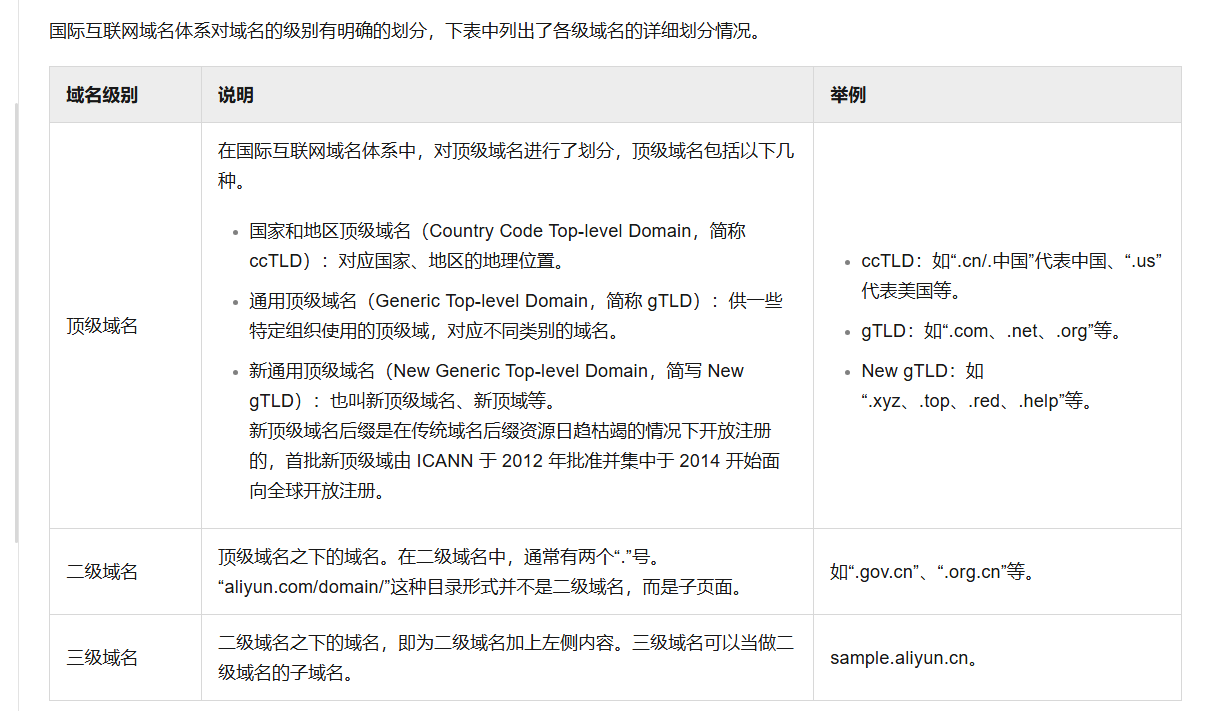 国际互联网域名体系对域名的级别有明确的划分，下表中列出了各级域名的详细划分情况。
域名级别
说明
举例
顶级域名
在国际互联网域名体系中，对顶级域名进行了划分，顶级域名包括以下几
种。
国家和地区顶级域名（Country Code Top-level Domain，简称
ccTLD）：对应国家、地区的地理位置。
通用顶级域名（Generic Top-level Domain，简称 gTLD）：供一些
特定组织使用的顶级域，对应不同类别的域名。
新通用顶级域名（New Generic Top-level Domain，简写 New
gTLD）：也叫新顶级域名、新顶域等。
新顶级域名后缀是在传统域名后缀资源日趋枯竭的情况下开放注册
的，首批新顶级域由 ICANN 于 2012 年批准并集中于 2014 开始面
向全球开放注册。
ccTLD：如“.cn/.中国”代表中国、“.us”
代表美国等。
gTLD：如“.com、.net、.org”等。
New gTLD：如
“.xyz、.top、.red、.help”等。
二级域名
顶级域名之下的域名。在二级域名中，通常有两个“.”号。
“aliyun.com/domain/”这种目录形式并不是二级域名，而是子页面。
如“.gov.cn”、“.org.cn”等。
三级域名
二级域名之下的域名，即为二级域名加上左侧内容。三级域名可以当做二
级域名的子域名。
sample.aliyun.cn。